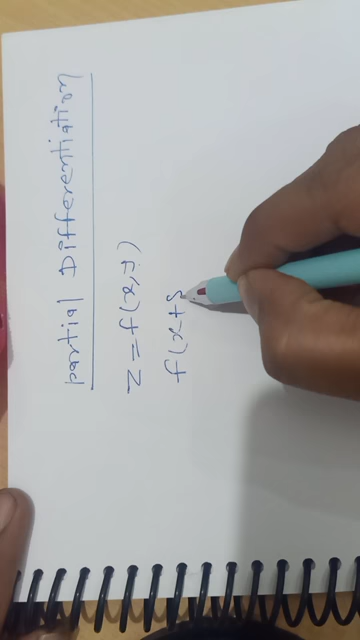 partial Differentiation
Z = f(x,y)
f(x+y